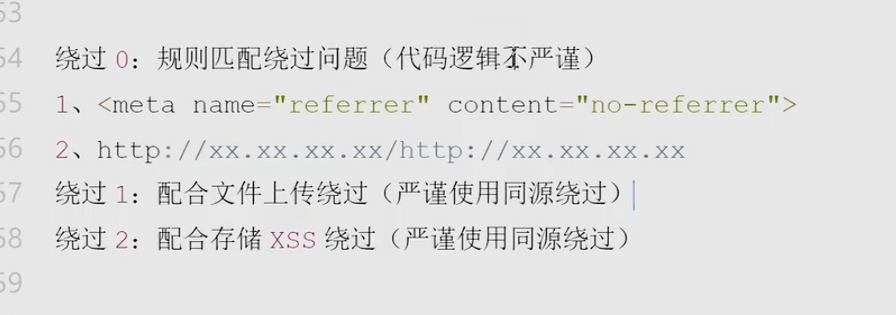 53
54 绕过 0：规则匹配绕过问题（代码逻辑不严谨）
55 1、<meta name="referrer" content="no-referrer">
56 2、http://xx.xx.xx.xx/http://xx.xx.xx.xx
57 绕过 1：配合文件上传绕过（严谨使用同源绕过）
58 绕过 2：配合存储 XSS 绕过（严谨使用同源绕过）
59